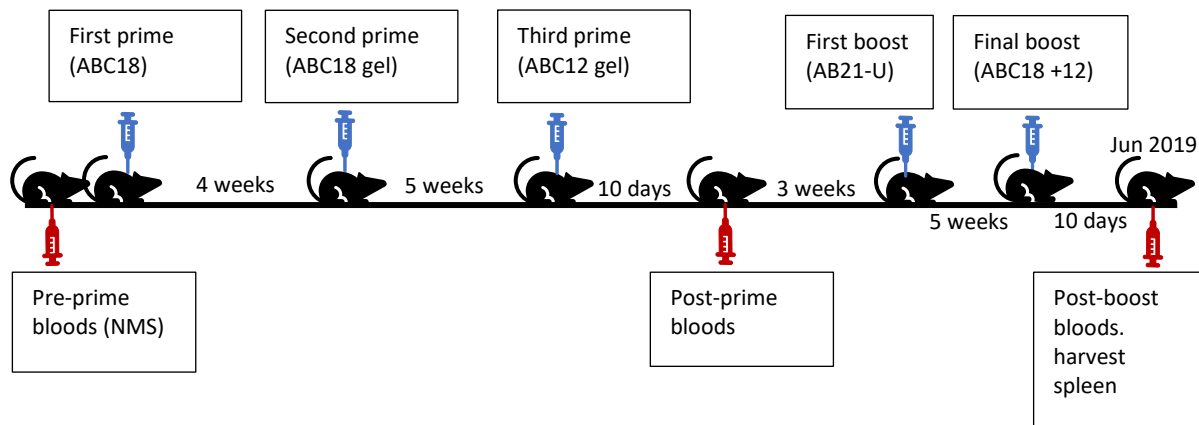 First prime
(ABC18)
Second prime
(ABC18 gel)
Third prime
(ABC12 gel)
First boost
(AB21-U)
Final boost
(ABC18 +12)
Jun 2019
4 weeks
5 weeks
10 days
3 weeks
5 weeks
10 days
Pre-prime
bloods (NMS)
Post-prime
bloods
Post-boost
bloods.
harvest
spleen